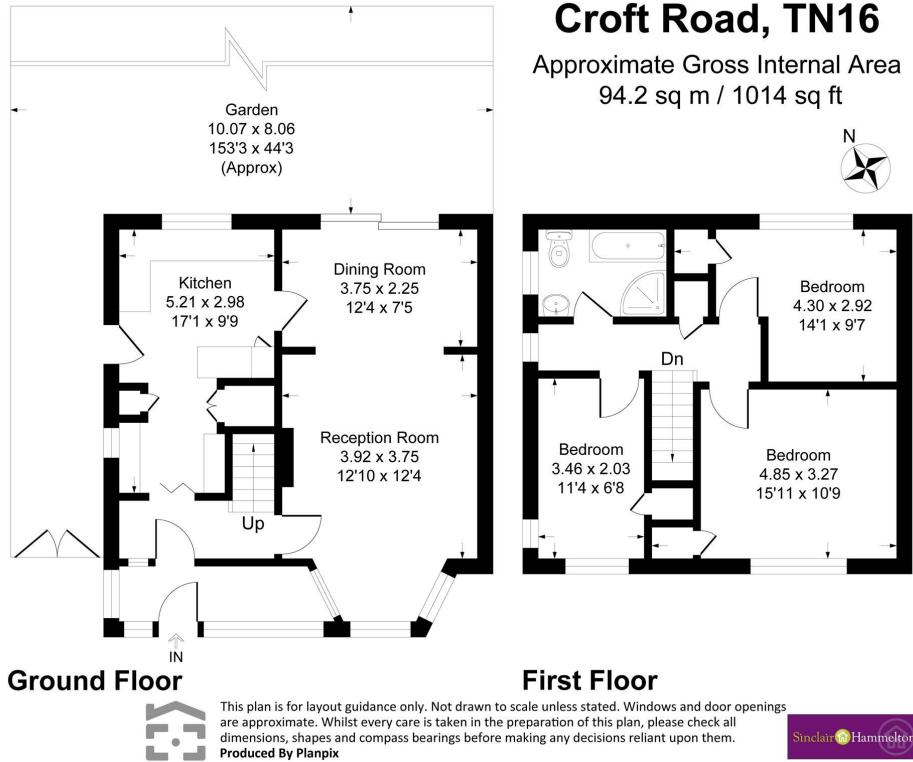 Croft Road, TN16
Approximate Gross Internal Area
94.2 sq m / 1014 sq ft
N
Garden
10.07 x 8.06
153'3 x 44'3
(Approx)
Kitchen
5.21 x 2.98
17'1 x 9'9
Dining Room
3.75 x 2.25
12'4 x 7'5
Reception Room
3.92 x 3.75
12'10 x 12'4
Up
IN
Bedroom
4.30 x 2.92
14'1 x 9'7
Dn
Bedroom
3.46 x 2.03
11'4 x 6'8
Bedroom
4.85 x 3.27
15'11 x 10'9
Ground Floor
First Floor
This plan is for layout guidance only. Not drawn to scale unless stated. Windows and door openings
are approximate. Whilst every care is taken in the preparation of this plan, please check all
dimensions, shapes and compass bearings before making any decisions reliant upon them.
Produced By Planpix
Sinclair Hammelton